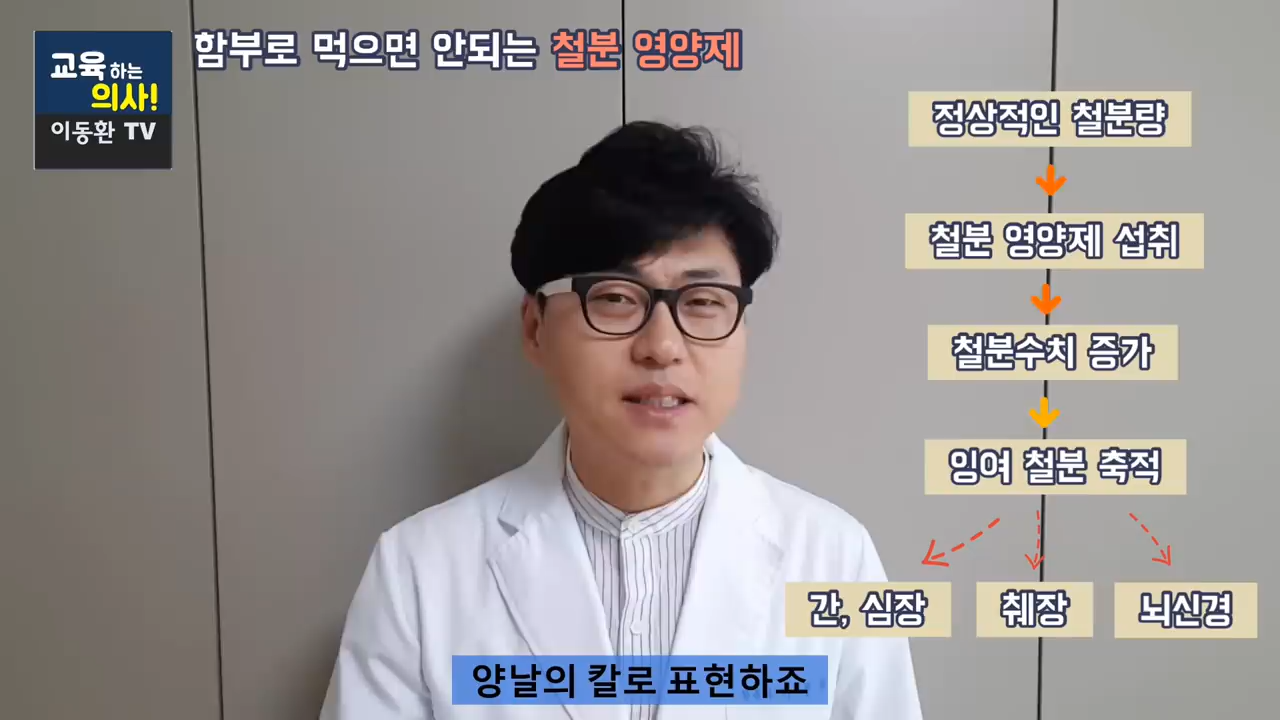 함부로 먹으면 안되는 철분 영양제
교육하는
의사!
이동환 TV
정상적인 철분량
철분 영양제 섭취
철분수치 증가
잉여 철분 축적
간, 심장
췌장
뇌신경
양날의 칼로 표현하죠